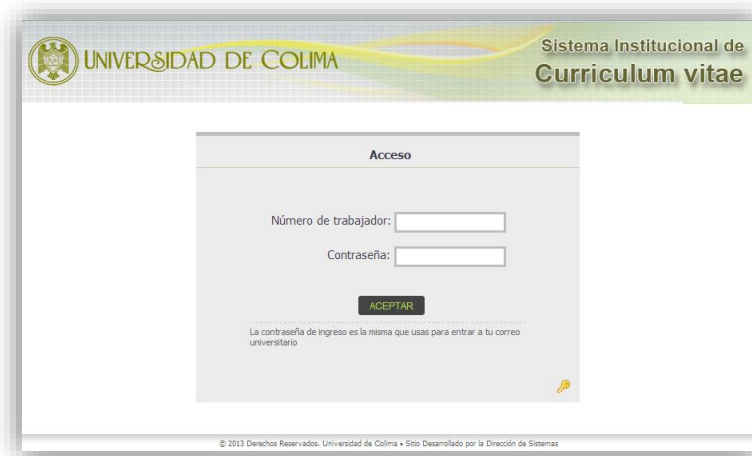 UNIVERSIDAD DE COLIMA
Sistema Institucional de
Curriculum vitae
Acceso
Número de trabajador:
Contraseña:
ACEPTAR
La contraseña de ingreso es la misma que usas para entrar a tu correo
universitario
© 2013 Derechos Reservados. Universidad de Colima • Sitio Desarrollado por la Dirección de Sistemas